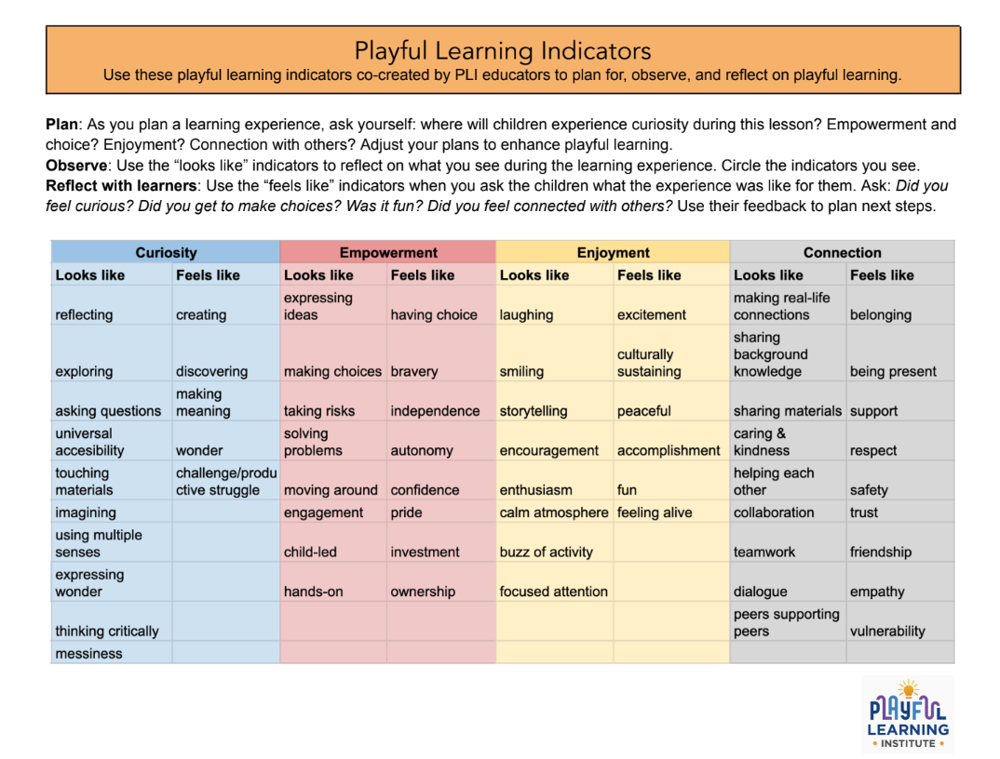 Playful Learning Indicators
Use these playful learning indicators co-created by PLI educators to plan for, observe, and reflect on playful learning.
Plan: As you plan a learning experience, ask yourself: where will children experience curiosity during this lesson? Empowerment and
choice? Enjoyment? Connection with others? Adjust your plans to enhance playful learning.
Observe: Use the “looks like” indicators to reflect on what you see during the learning experience. Circle the indicators you see.
Reflect with learners: Use the “feels like” indicators when you ask the children what the experience was like for them. Ask: Did you
feel curious? Did you get to make choices? Was it fun? Did you feel connected with others? Use their feedback to plan next steps.
Curiosity Empowerment Enjoyment Connection
Looks like Feels like Looks like Feels like Looks like Feels like Looks like Feels like
reflecting creating expressing ideas having choice laughing excitement making real-life connections belonging
exploring discovering making choices bravery smiling culturally sustaining sharing background knowledge being present
asking questions making meaning taking risks independence storytelling peaceful sharing materials support
universal accesibility wonder solving problems autonomy encouragement accomplishment caring & kindness respect
touching materials challenge/produ ctive struggle moving around confidence enthusiasm fun helping each other safety
imagining engagement pride calm atmosphere feeling alive collaboration trust
using multiple senses child-led investment buzz of activity teamwork friendship
expressing wonder hands-on ownership focused attention dialogue empathy
thinking critically peers supporting peers vulnerability
messiness
PLAYFUL
LEARNING
• INSTITUTE •